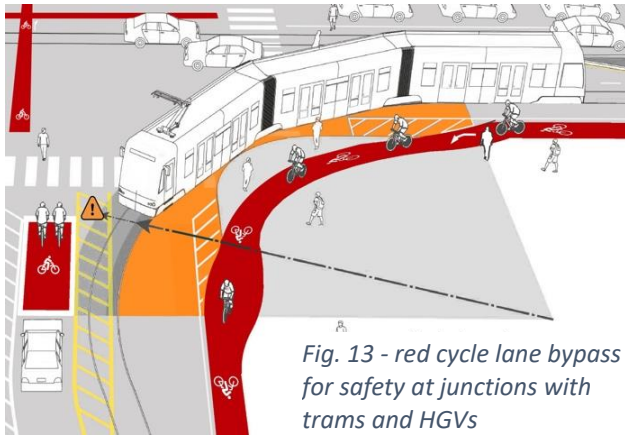 Fig. 13 - red cycle lane bypass
for safety at junctions with
trams and HGVs